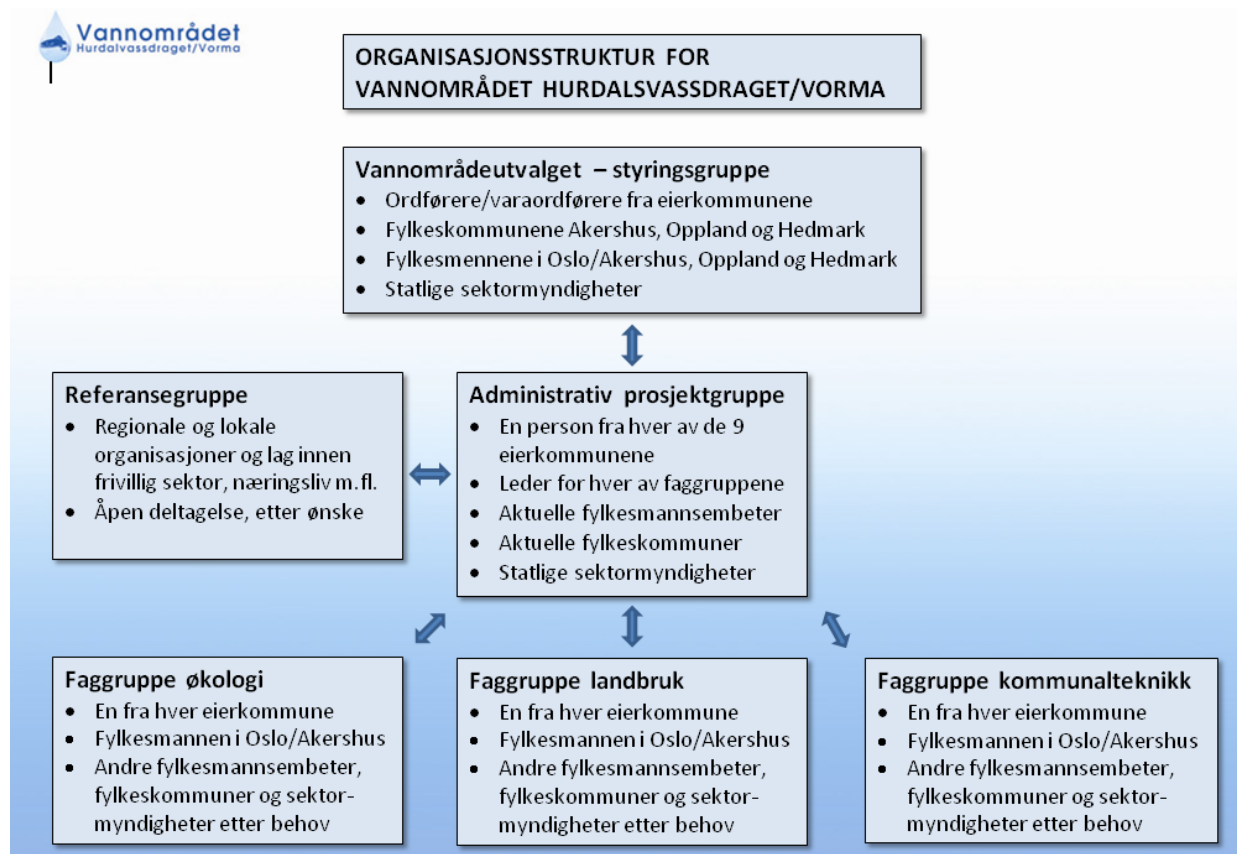 Vannområdet
Hurdalvassdraget/Vorma
ORGANISASJONSSTRUKTUR FOR
VANNOMRÅDET HURDALSVASSDRAGET/VORMA
Vannområdeutvalget – styringsgruppe
• Ordførere/varaordførere fra eierkommunene
• Fylkeskommunene Akershus, Oppland og Hedmark
• Fylkesmennene i Oslo/Akershus, Oppland og Hedmark
• Statlige sektormyndigheter
Referansegruppe
• Regionale og lokale
organisasjoner og lag innen
frivillig sektor, næringsliv m.fl.
• Åpen deltagelse, etter ønske
Administrativ prosjektgruppe
• En person fra hver av de 9
eierkommunene
• Leder for hver av faggruppene
• Aktuelle fylkesmannsembeter
• Aktuelle fylkeskommuner
• Statlige sektormyndigheter
Faggruppe økologi
• En fra hver eierkommune
• Fylkesmannen i Oslo/Akershus
• Andre fylkesmannsembeter,
fylkeskommuner og sektor-
myndigheter etter behov
Faggruppe landbruk
• En fra hver eierkommune
• Fylkesmannen i Oslo/Akershus
• Andre fylkesmannsembeter,
fylkeskommuner og sektor-
myndigheter etter behov
Faggruppe kommunalteknikk
• En fra hver eierkommune
• Fylkesmannen i Oslo/Akershus
• Andre fylkesmannsembeter,
fylkeskommuner og sektor-
myndigheter etter behov